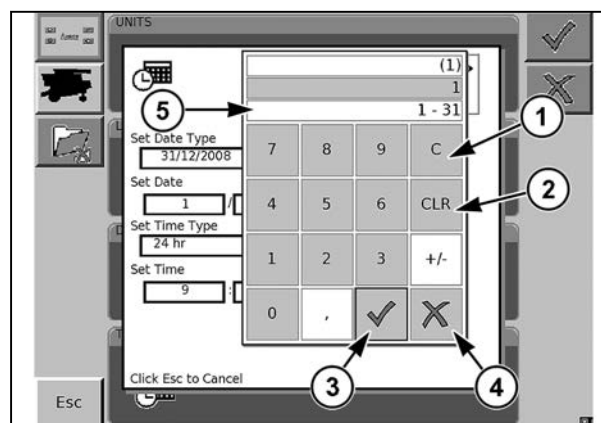 UNITS
(1)
1
1 - 31
5
1
Set Date Type
31/12/2008
7 8 9 C
2
Set Date
1 /
4 5 6 CLR
Set Time Type
24 hr
1 2 3 +/-
Set Time
9 :
0 ,
Click Esc to Cancel
3
4
Esc